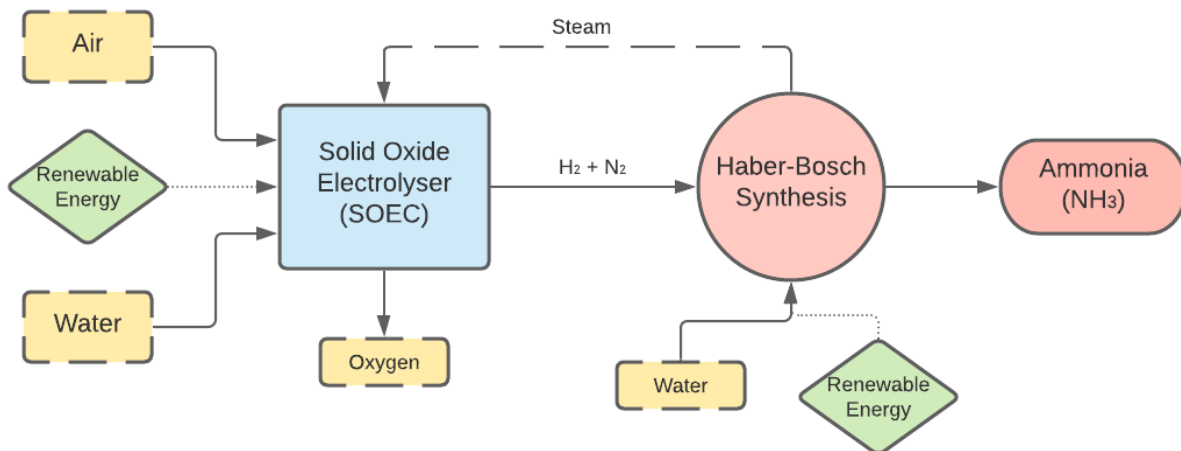 Air
Steam
Renewable
Energy
Solid Oxide
Electrolyser
(SOEC)
H₂ + N₂
Haber-Bosch
Synthesis
Ammonia
(NH₃)
Water
Oxygen
Water
Renewable
Energy